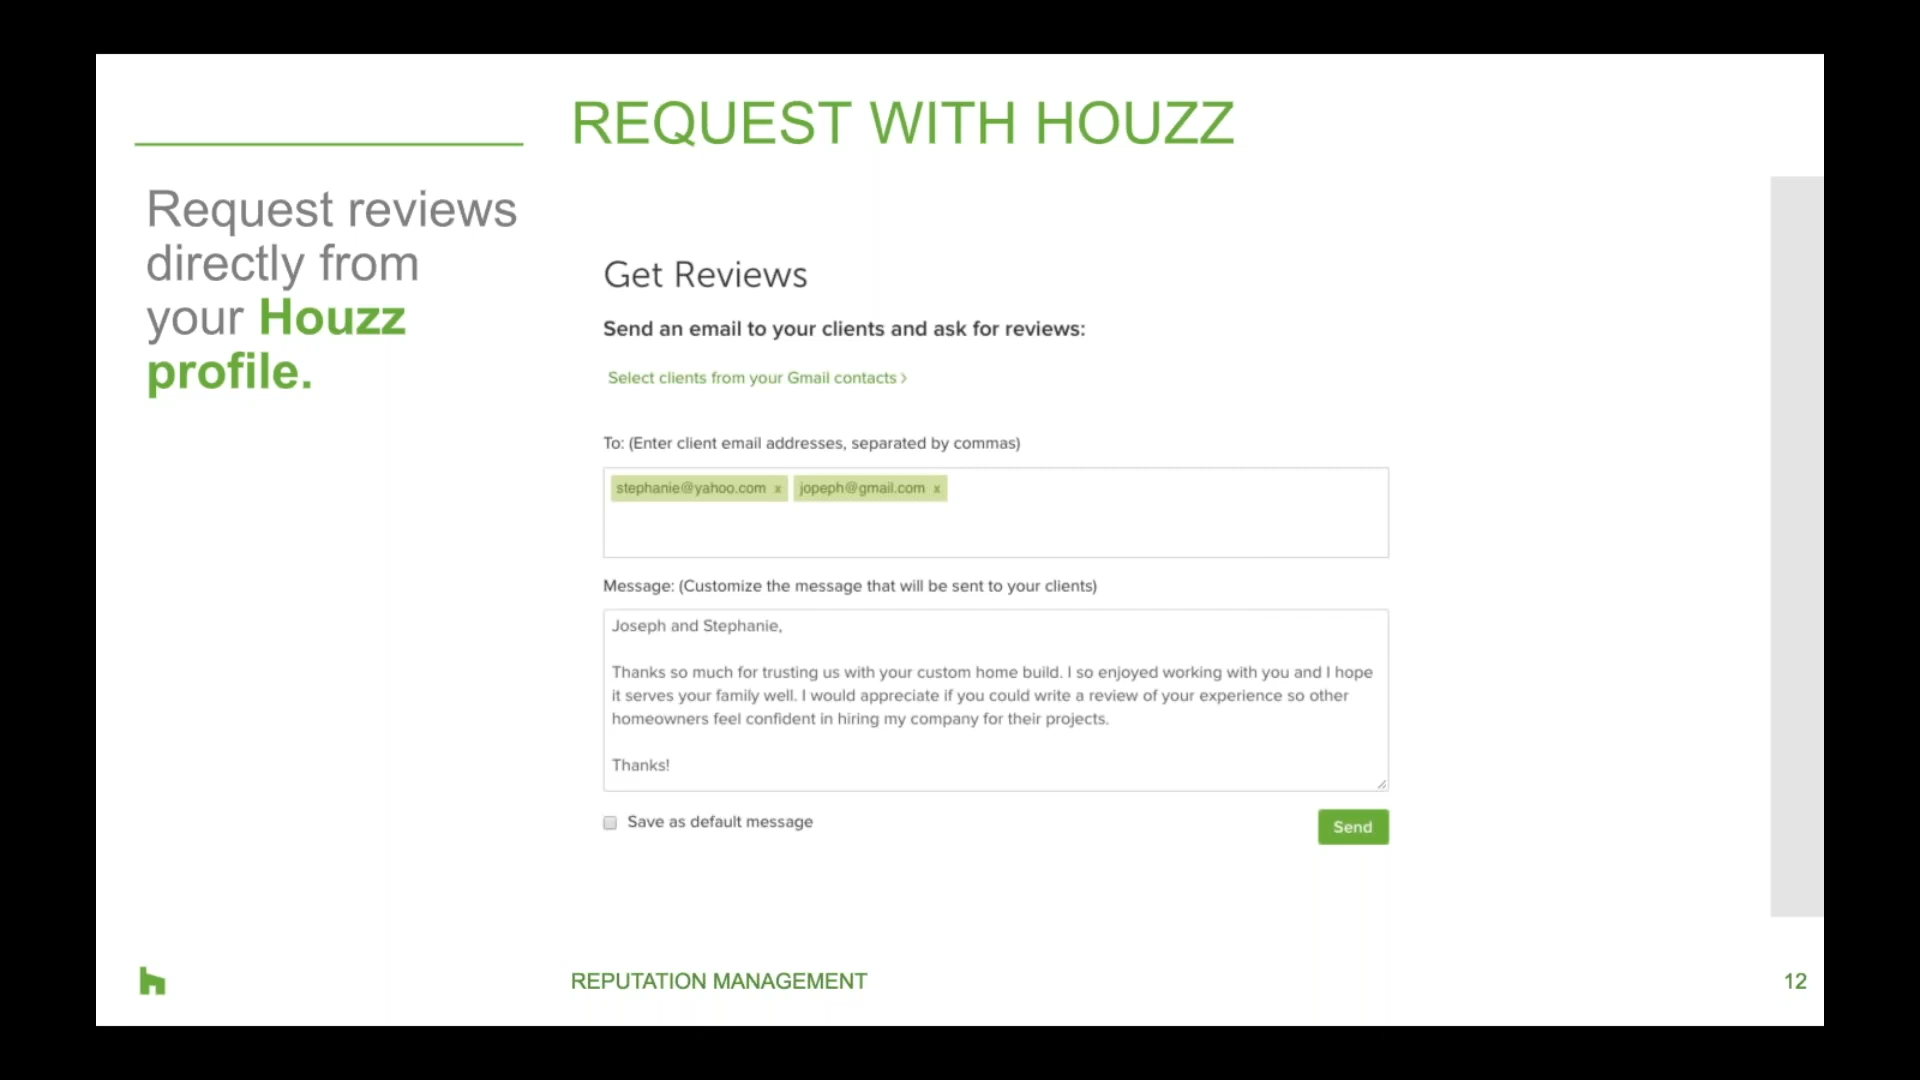 REQUEST WITH HOUZZ
Request reviews
directly from
your Houzz
profile.
Get Reviews
Send an email to your clients and ask for reviews:
Select clients from your Gmail contacts ›
To: (Enter client email addresses, separated by commas)
stephanie@yahoo.com x jopeph@gmail.com x
Message: (Customize the message that will be sent to your clients)
Joseph and Stephanie,
Thanks so much for trusting us with your custom home build. I so enjoyed working with you and I hope
it serves your family well. I would appreciate if you could write a review of your experience so other
homeowners feel confident in hiring my company for their projects.
Thanks!
Save as default message
Send
REPUTATION MANAGEMENT
12